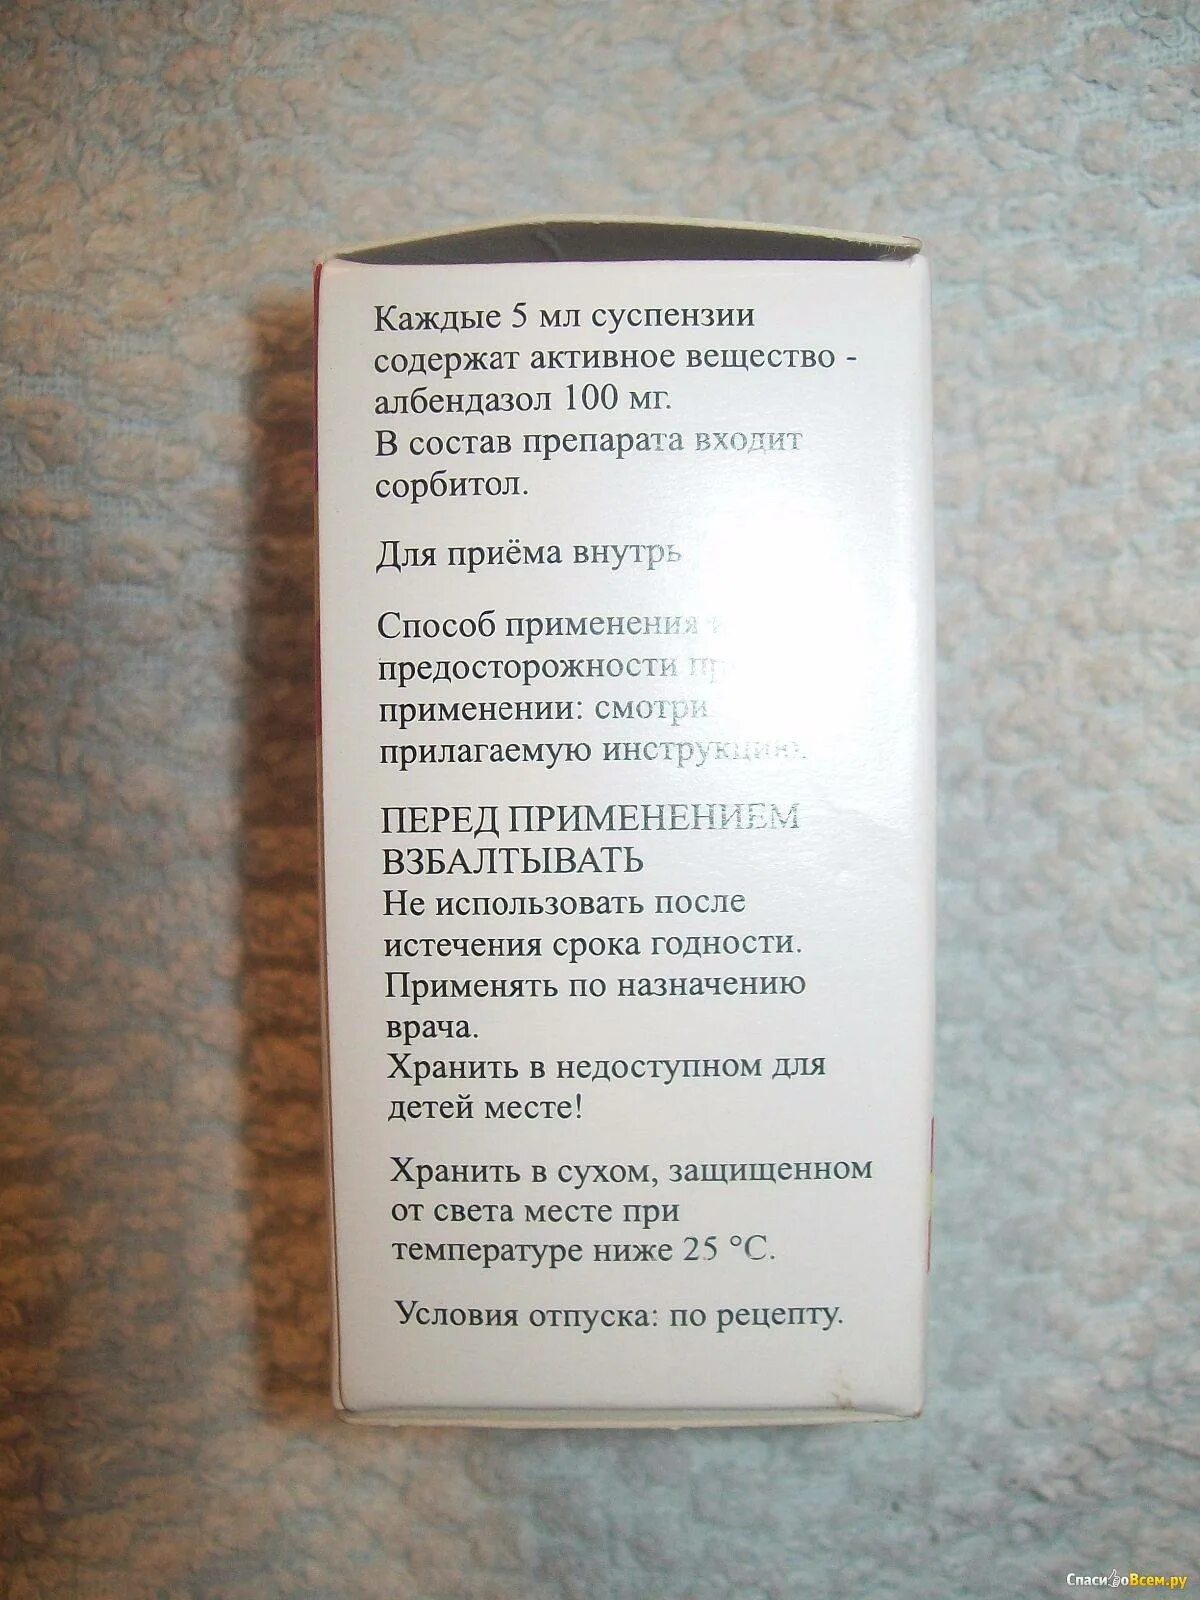 Каждые 5 мл суспензии
содержат активное вещество -
албендазол 100 мг.
В состав препарата входит
сорбитол.
Для приёма внутрь
Способ применения
предосторожности
применении: смотри
прилагаемую инструкцию.
ПЕРЕД ПРИМЕНЕНИЕМ
ВЗБАЛТЫВАТЬ
Не использовать после
истечения срока годности.
Применять по назначению
врача.
Хранить в недоступном для
детей месте!
Хранить в сухом, защищенном
от света месте при
температуре ниже 25 °С.
Условия отпуска: по рецепту.
СпасибоВсем.ру